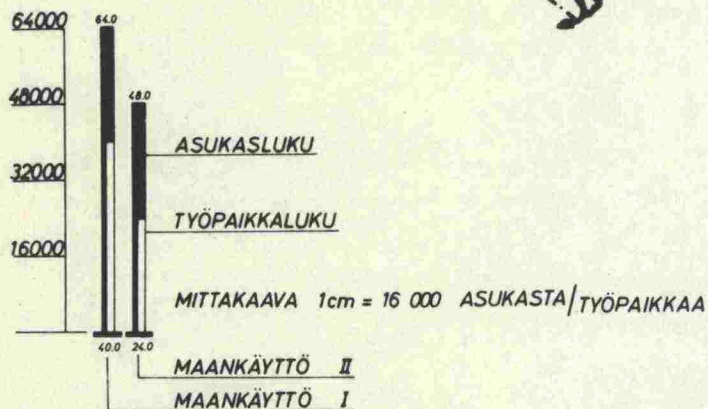 64000
64.0
48000
48.0
ASUKASLUKU
32000
TYÖPAIKKALUKU
16000
MITTAKAAVA 1cm = 16 000 ASUKASTA/TYÖPAIKKAA
40.0 24.0
MAANKÄYTTÖ II
MAANKÄYTTÖ I